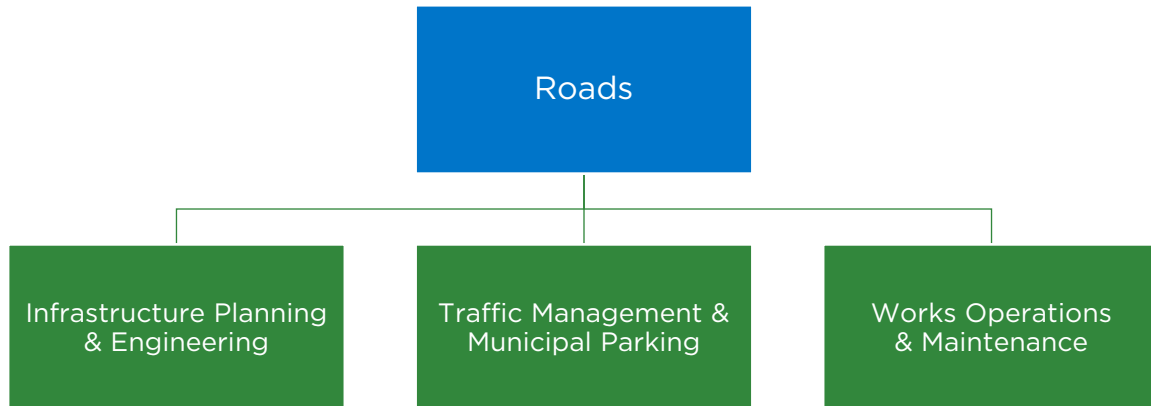 Roads
Infrastructure Planning
& Engineering
Traffic Management &
Municipal Parking
Works Operations
& Maintenance